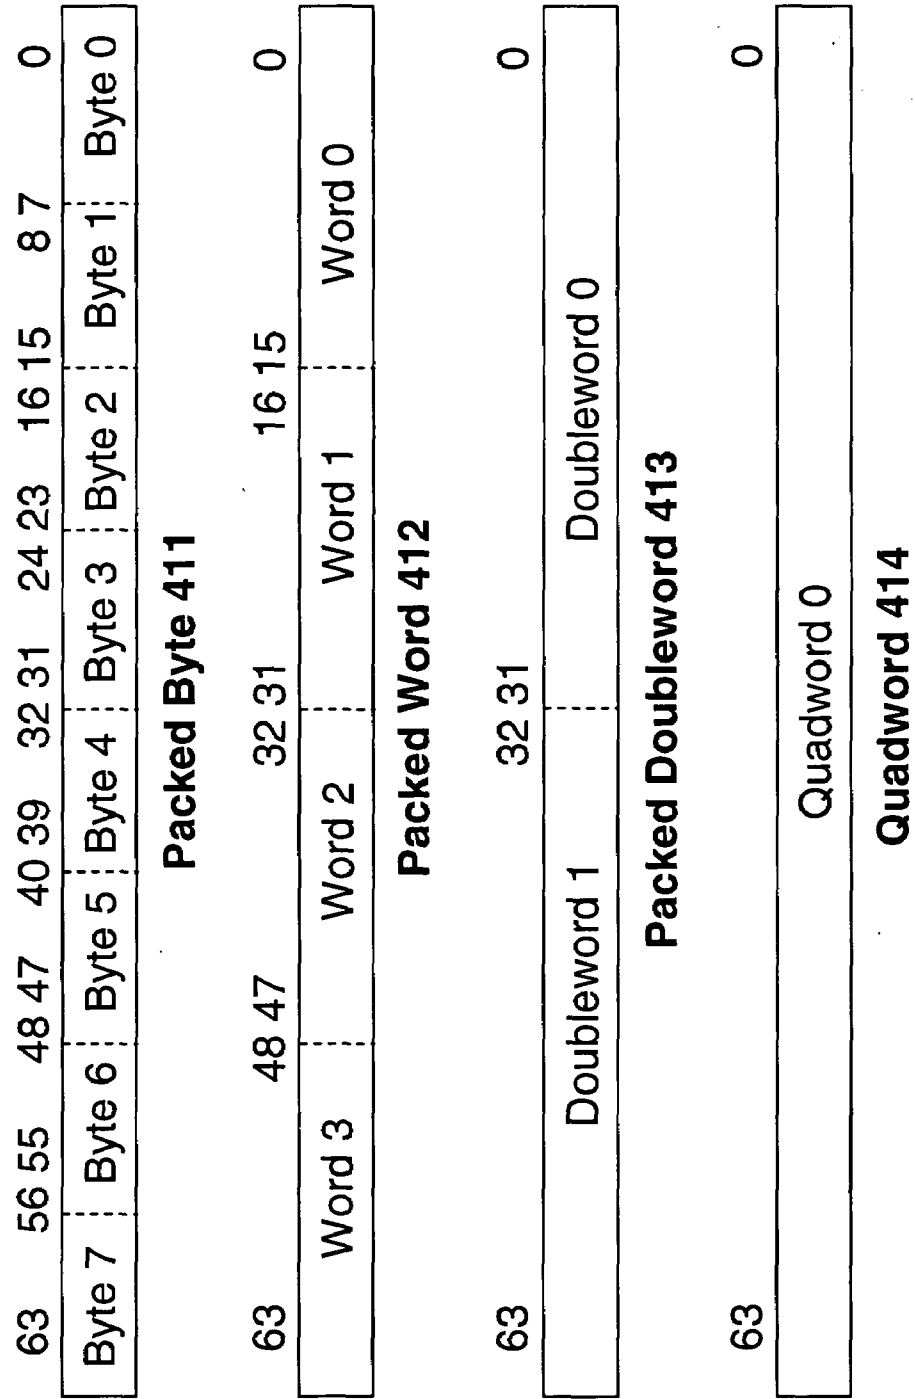 63 56 55 48 47 40 39 32 31 24 23 16 15 8 7 0
Byte 7 Byte 6 Byte 5 Byte 4 Byte 3 Byte 2 Byte 1 Byte 0
Packed Byte 411
63 48 47 32 31 16 15 0
Word 3 Word 2 Word 1 Word 0
Packed Word 412
63 32 31 0
Doubleword 1 Doubleword 0
Packed Doubleword 413
63 0
Quadword 0
Quadword 414